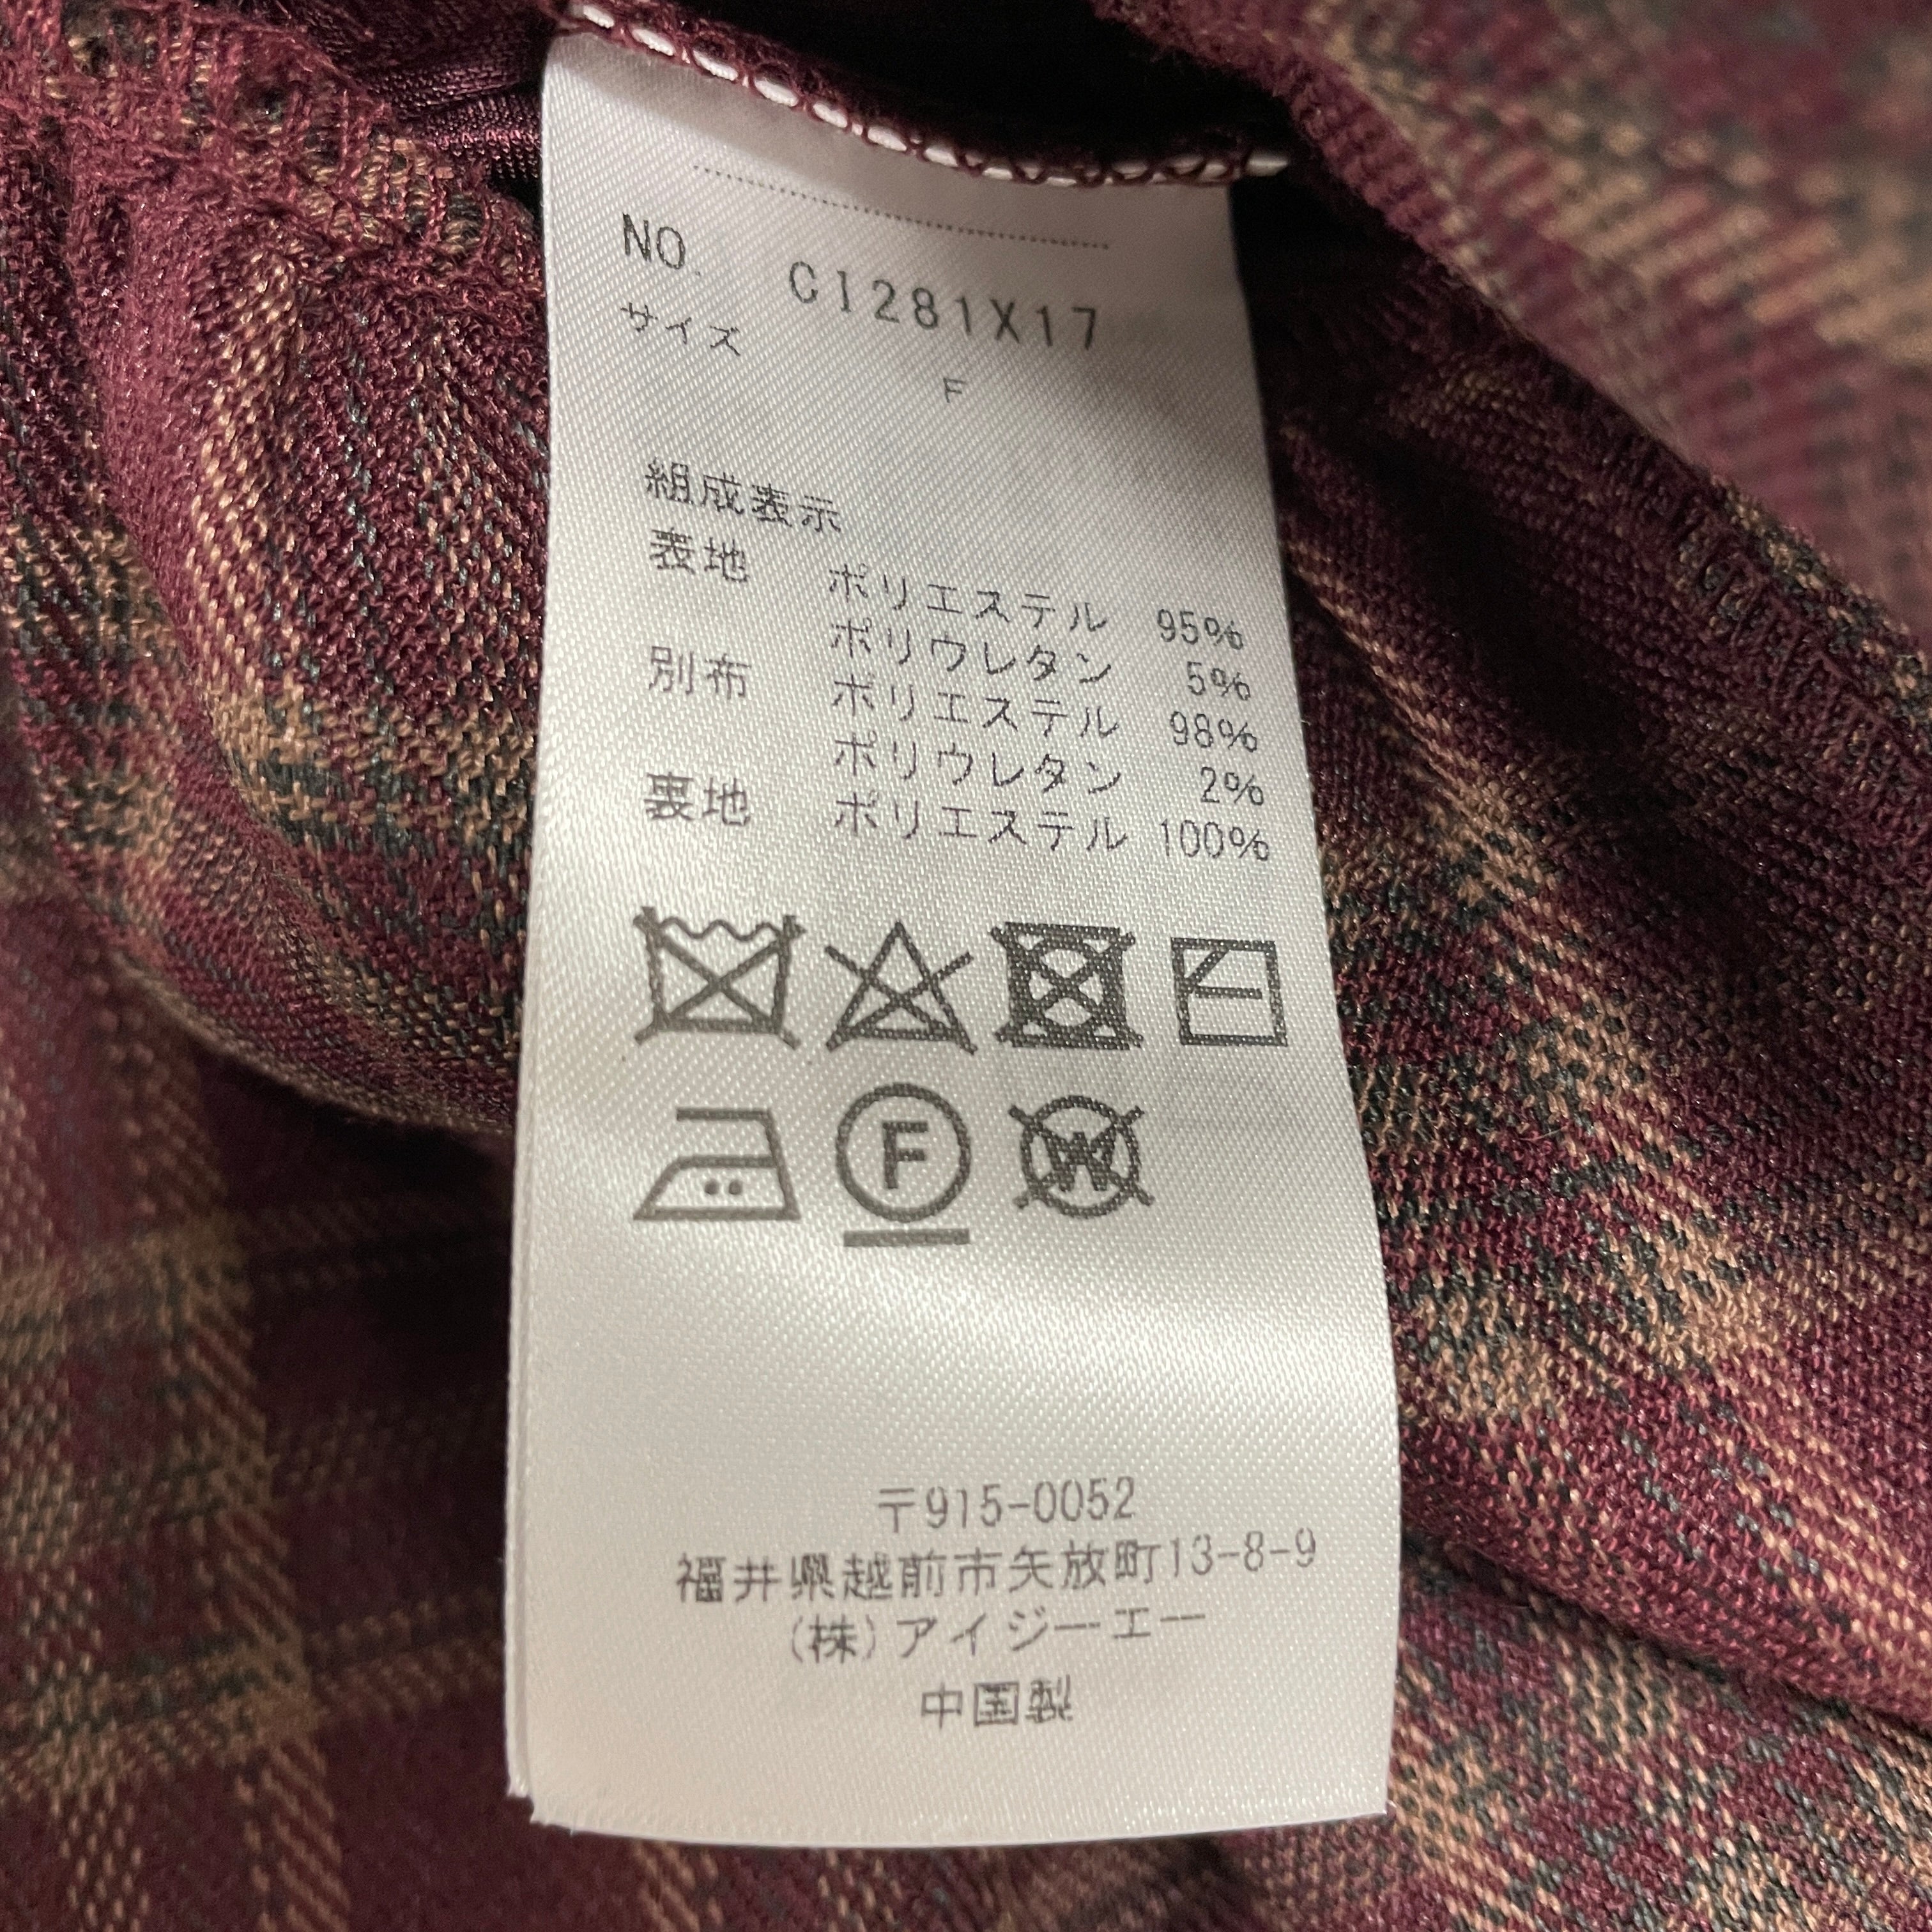 NO. CI281X17
サイズ
F
組成表示
表地 ポリエステル 95%
ポリウレタン 5%
別布 ポリエステル 98%
ポリウレタン 2%
裏地 ポリエステル 100%
F W
〒915-0052
福井県越前市矢放町13-8-9
(株)アイジーエー
中国製